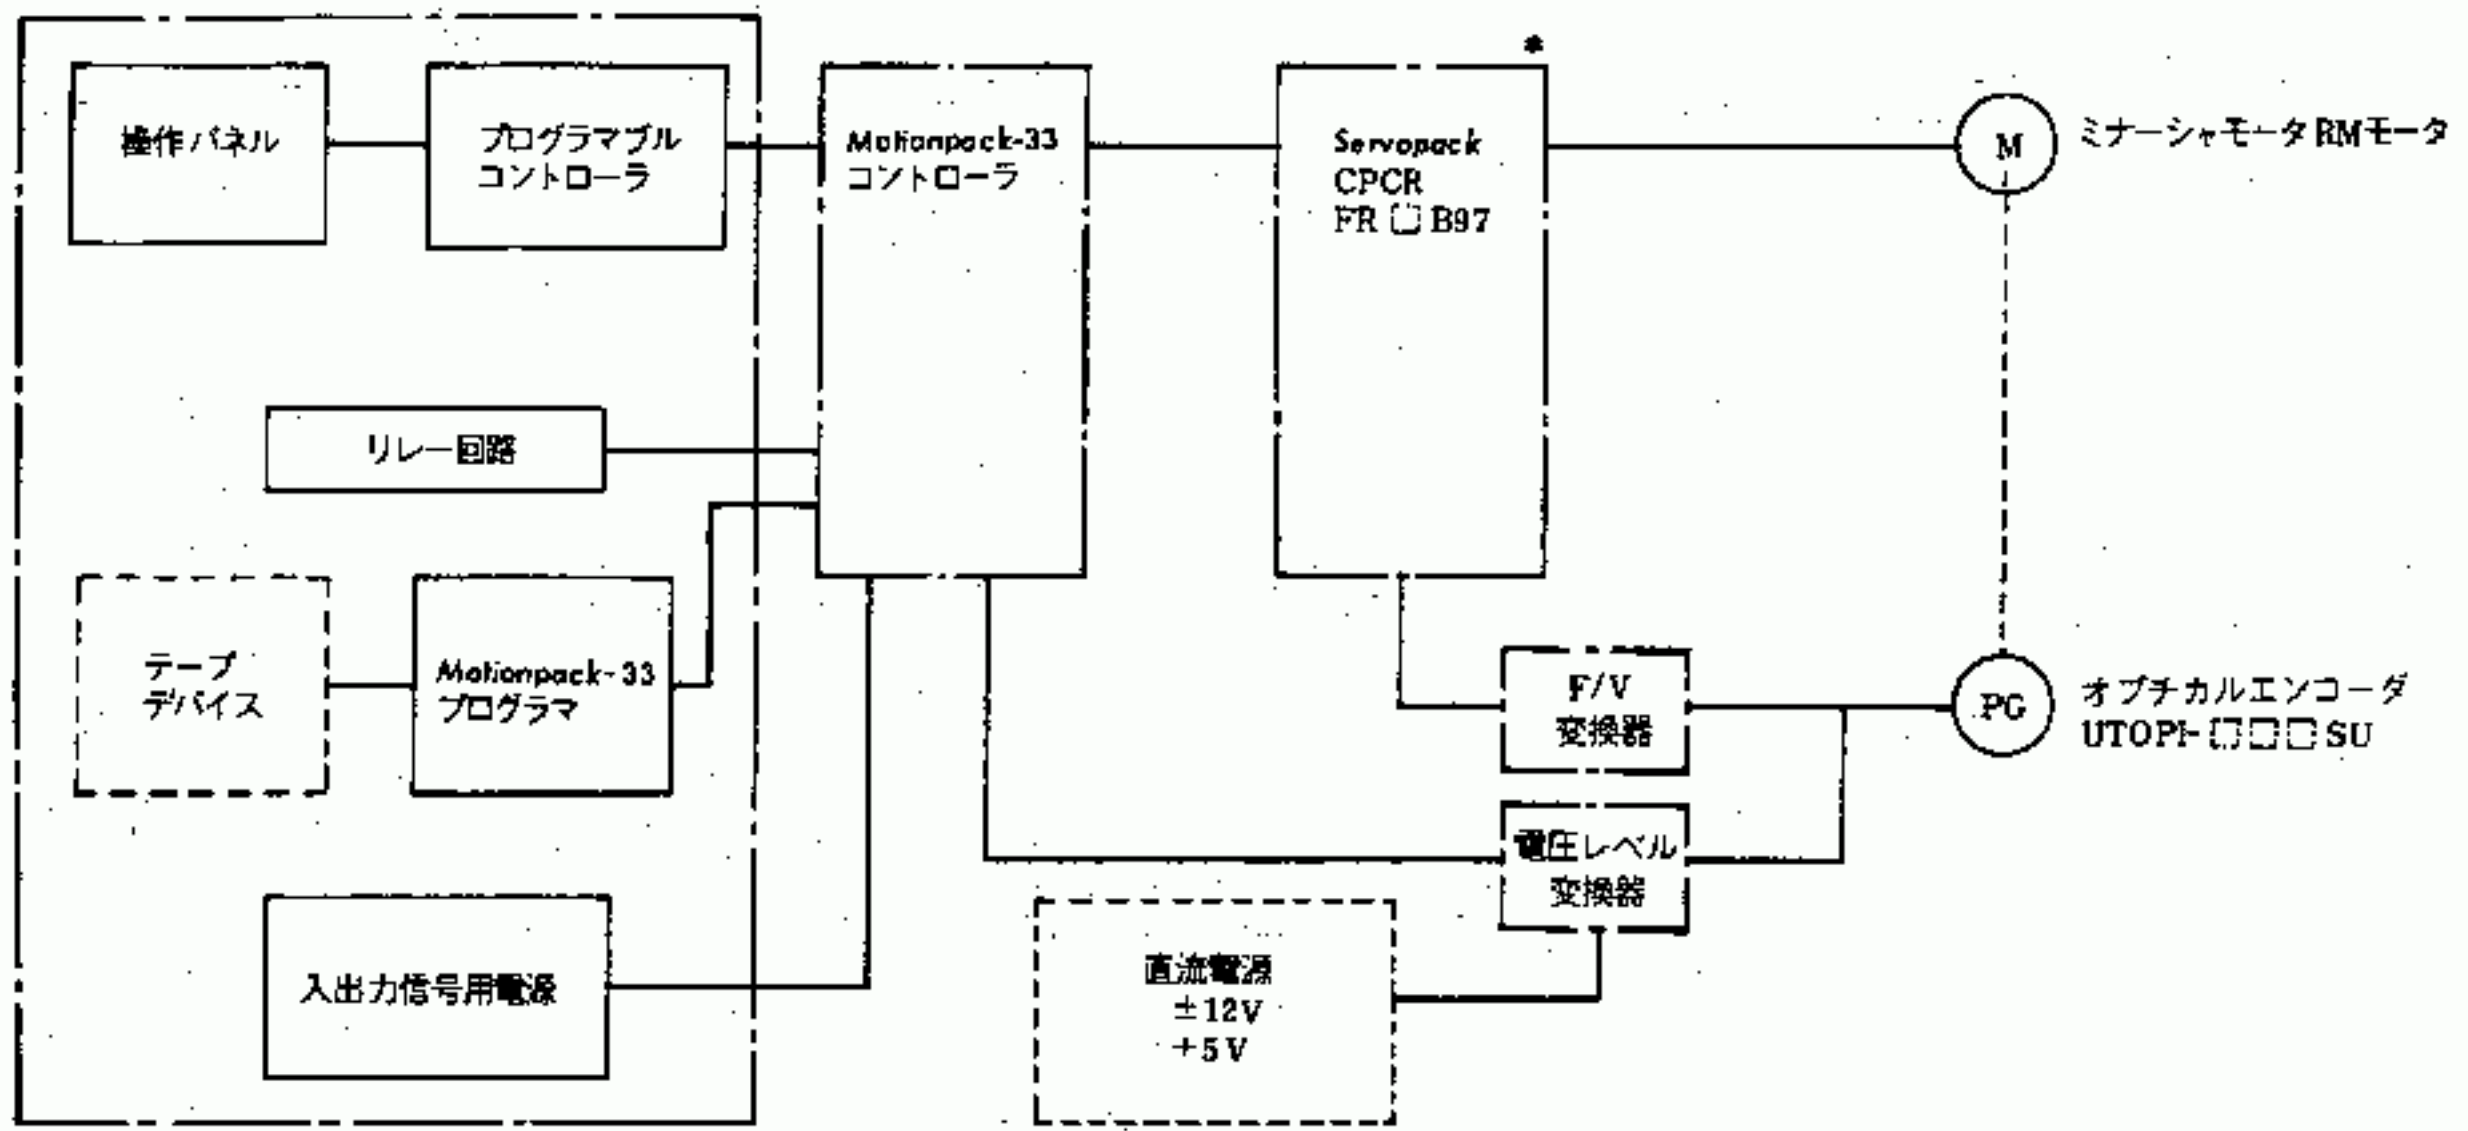 操作パネル
プログラマブル
コントローラ
Motionpack-33
コントローラ
*
Servopack
CPCR
FR □ B97
M
ミナーシャモータRMモータ
リレー回路
テープ
デバイス
Motionpack-33
プログラマ
F/V
変換器
PG
オプチカルエンコーダ
UTOPI-□□□SU
電圧レベル
変換器
入出力信号用電源
直流電源
±12V
+5V